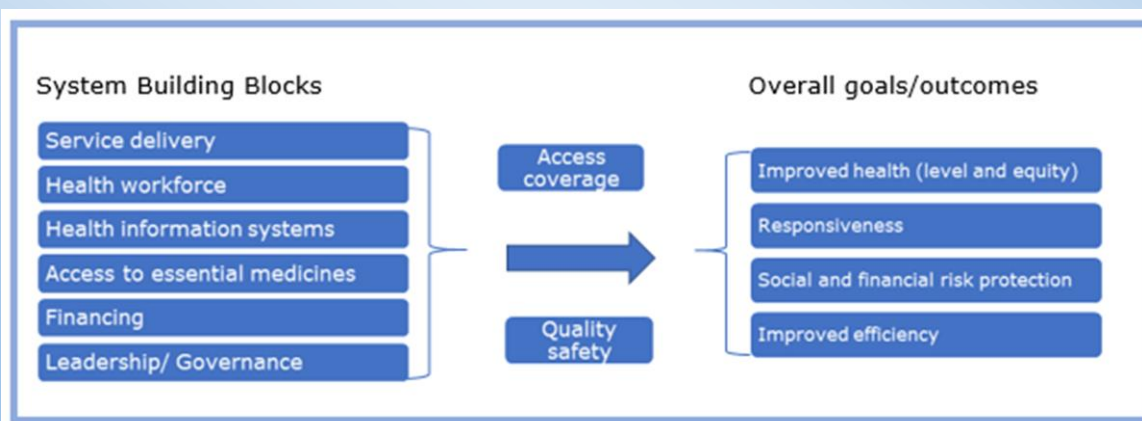 System Building Blocks
Service delivery
Health workforce
Health information systems
Access to essential medicines
Financing
Leadership/ Governance
Access
coverage
Quality
safety
Overall goals/outcomes
Improved health (level and equity)
Responsiveness
Social and financial risk protection
Improved efficiency